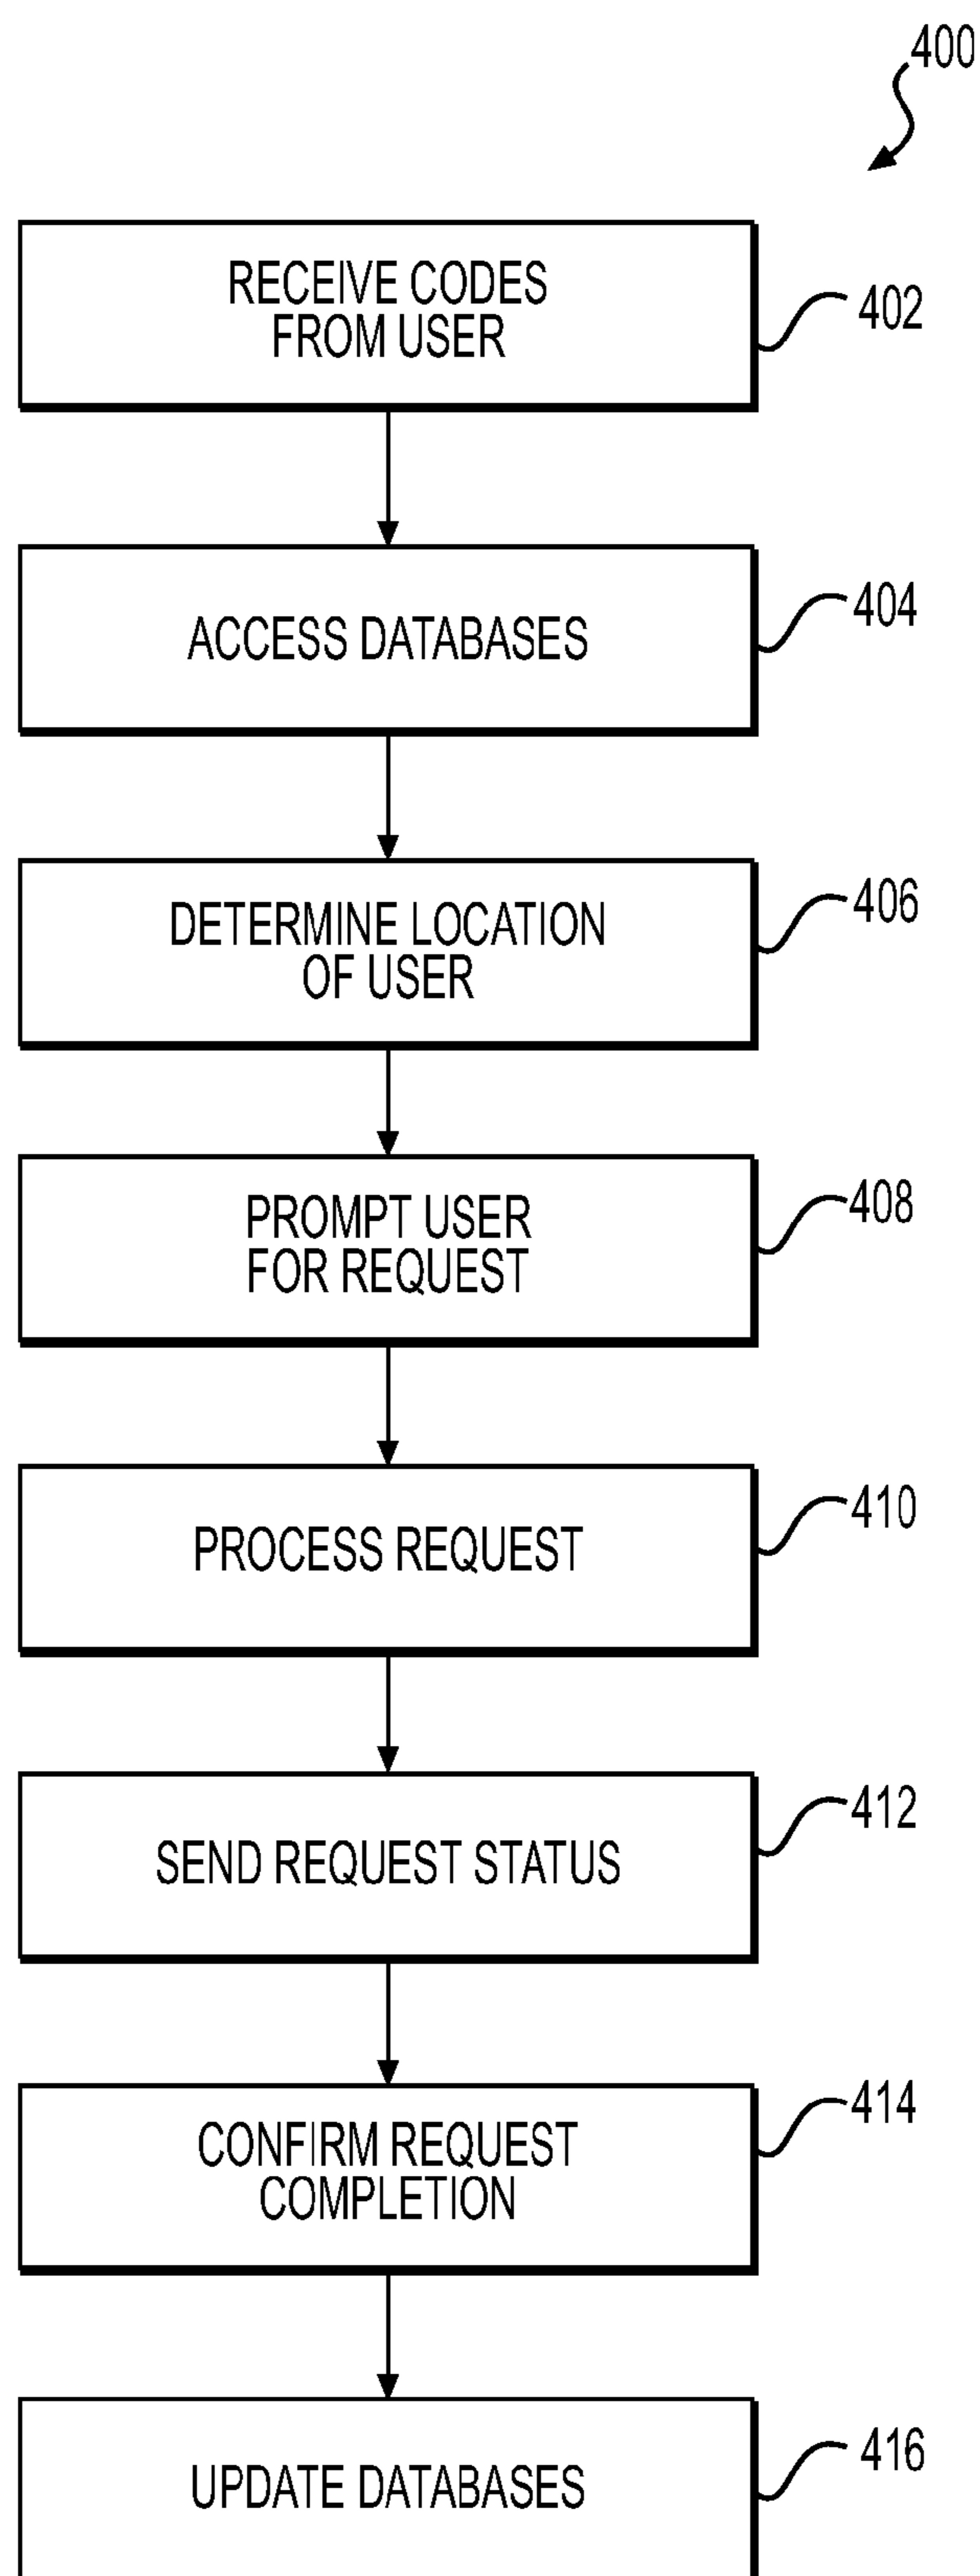 400
RECEIVE CODES
FROM USER
402
ACCESS DATABASES
404
DETERMINE LOCATION
OF USER
406
PROMPT USER
FOR REQUEST
408
PROCESS REQUEST
410
SEND REQUEST STATUS
412
CONFIRM REQUEST
COMPLETION
414
UPDATE DATABASES
416